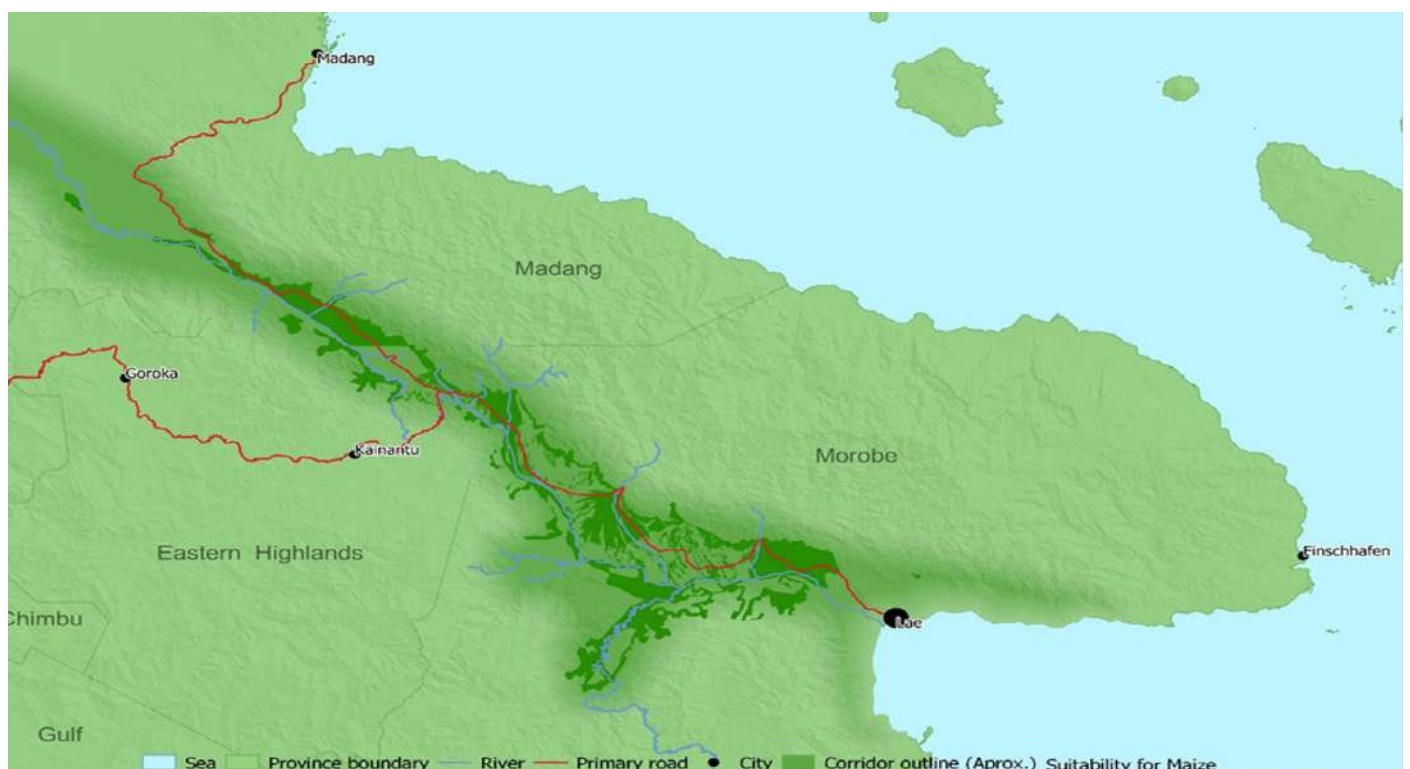 Madang
Madang
Goroka
Kainantu
Morobe
Eastern Highlands
Finschhafen
Chimbu
Lae
Gulf
Sea Province boundary River Primary road City Corridor outline (Aprox.) Suitability for Maize